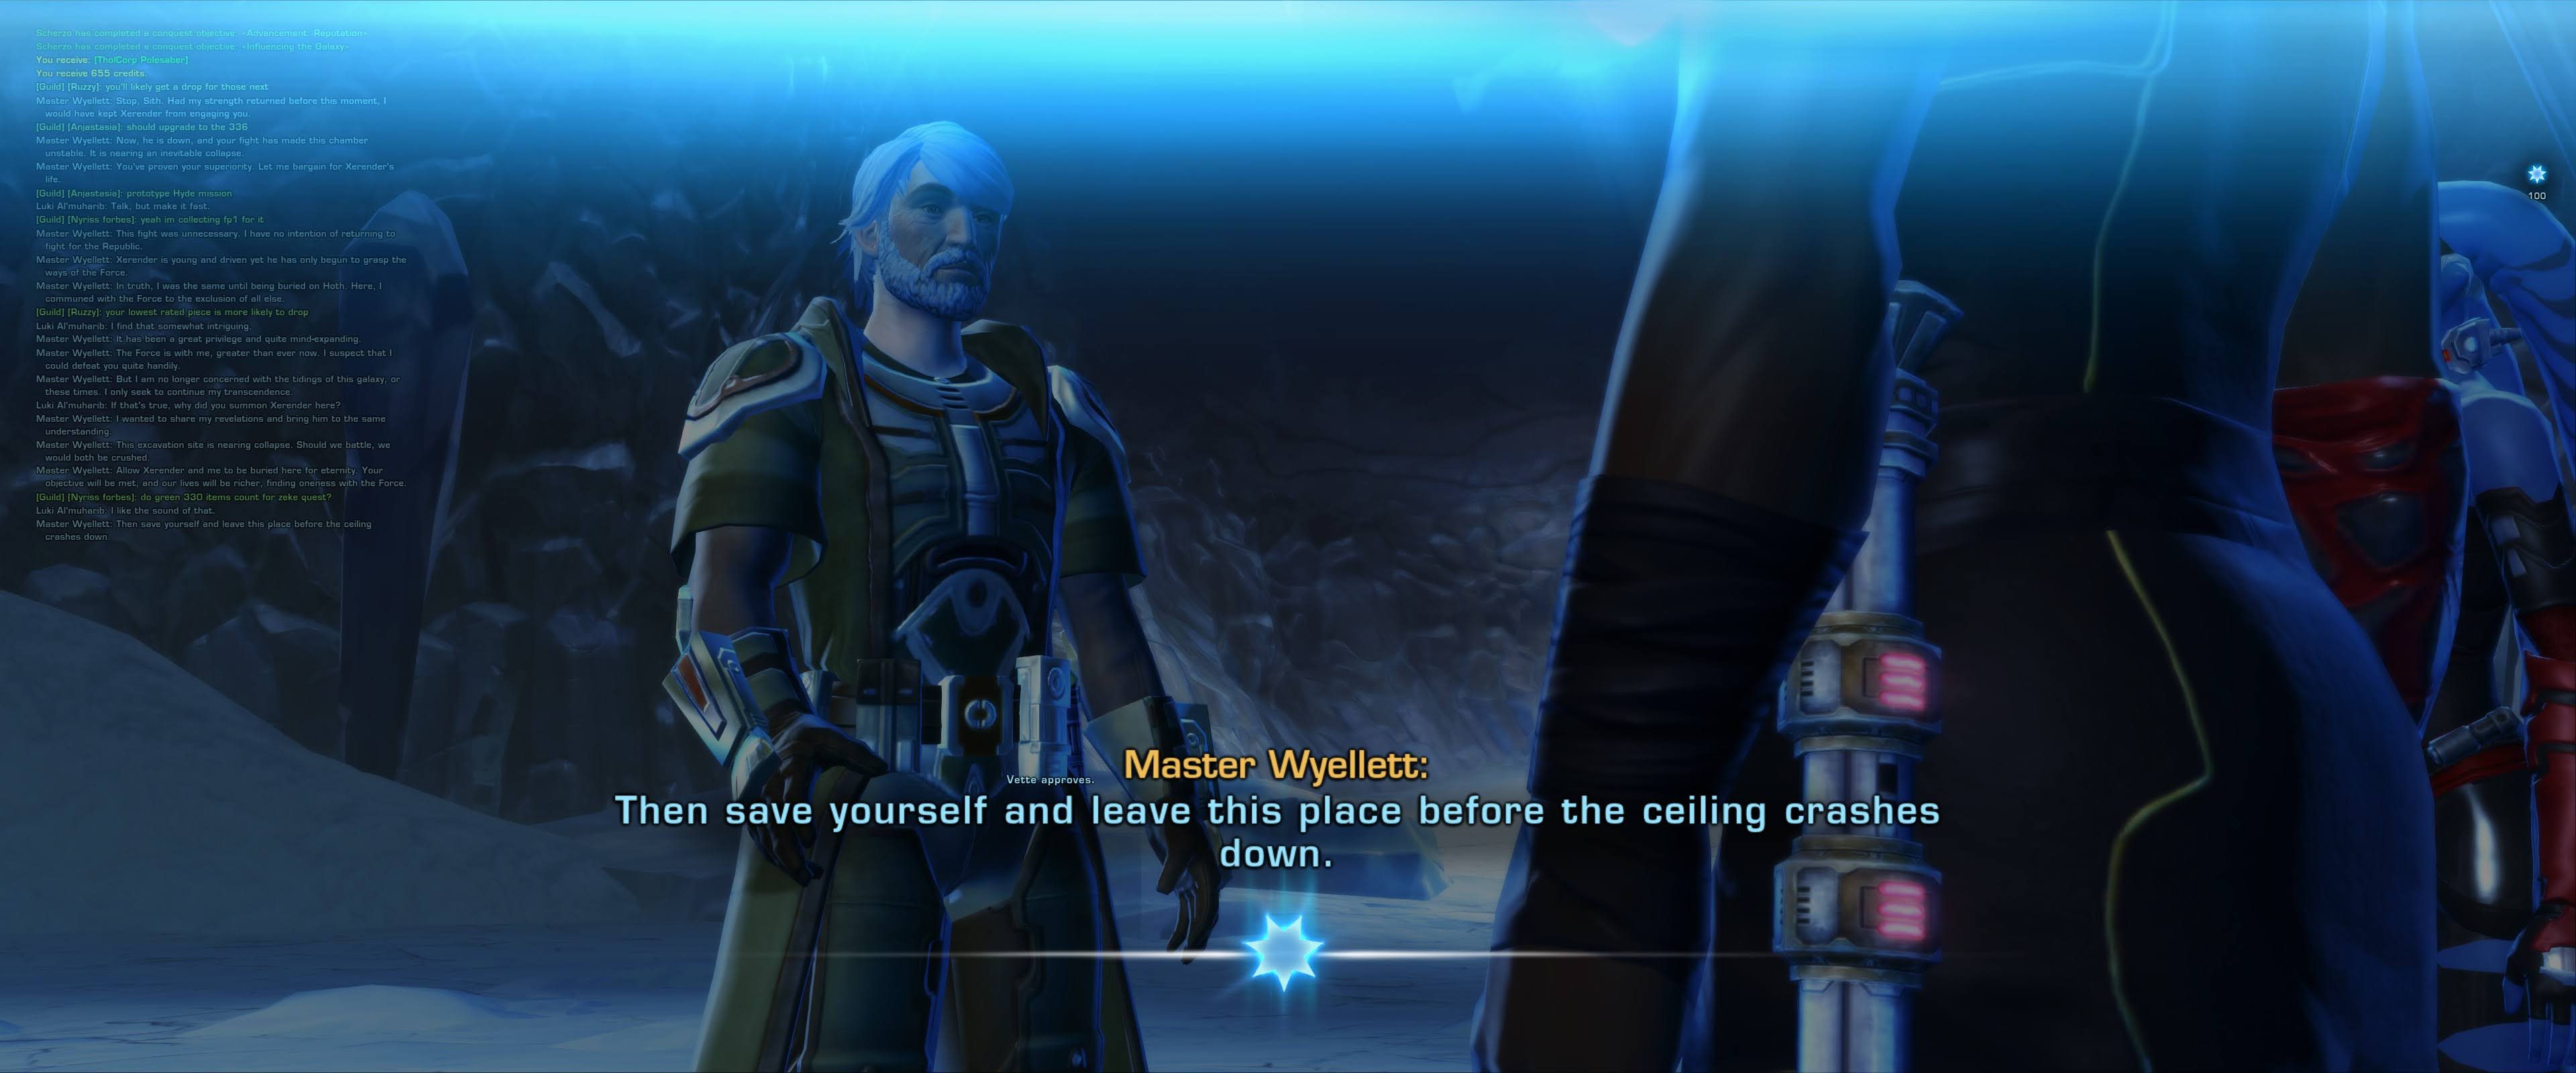 Scherzo has completed a conquest objective: <Advancement: Reputation>
Scherzo has completed a conquest objective: <Influencing the Galaxy>
You receive: [TholCorp Polesaber]
You receive 655 credits.
[Guild] [Ruzzy]: you'll likely get a drop for those next
Master Wyellett: Stop, Sith. Had my strength returned before this moment, I
would have kept Xerender from engaging you.
[Guild] [Anjastasia]: should upgrade to the 336
Master Wyellett: Now, he is down, and your fight has made this chamber
unstable. It is nearing an inevitable collapse.
Master Wyellett: You've proven your superiority. Let me bargain for Xerender's
life.
[Guild] [Anjastasia]: prototype Hyde mission
Luki Al'muharib: Talk, but make it fast.
[Guild] [Nyriss forbes]: yeah im collecting fp1 for it
Master Wyellett: This fight was unnecessary. I have no intention of returning to
fight for the Republic.
Master Wyellett: Xerender is young and driven yet he has only begun to grasp the
ways of the Force.
Master Wyellett: In truth, I was the same until being buried on Hoth. Here, I
communed with the Force to the exclusion of all else.
[Guild] [Ruzzy]: your lowest rated piece is more likely to drop
Luki Al'muharib: I find that somewhat intriguing.
Master Wyellett: It has been a great privilege and quite mind-expanding.
Master Wyellett: The Force is with me, greater than ever now. I suspect that I
could defeat you quite handily.
Master Wyellett: But I am no longer concerned with the tidings of this galaxy, or
these times. I only seek to continue my transcendence.
Luki Al'muharib: If that's true, why did you summon Xerender here?
Master Wyellett: I wanted to share my revelations and bring him to the same
understanding.
Master Wyellett: This excavation site is nearing collapse. Should we battle, we
would both be crushed.
Master Wyellett: Allow Xerender and me to be buried here for eternity. Your
objective will be met, and our lives will be richer, finding oneness with the Force.
[Guild] [Nyriss forbes]: do green 330 items count for zeke quest?
Luki Al'muharib: I like the sound of that.
Master Wyellett: Then save yourself and leave this place before the ceiling
crashes down.
100
Master Wyellett:
Vette approves.
Then save yourself and leave this place before the ceiling crashes
down.